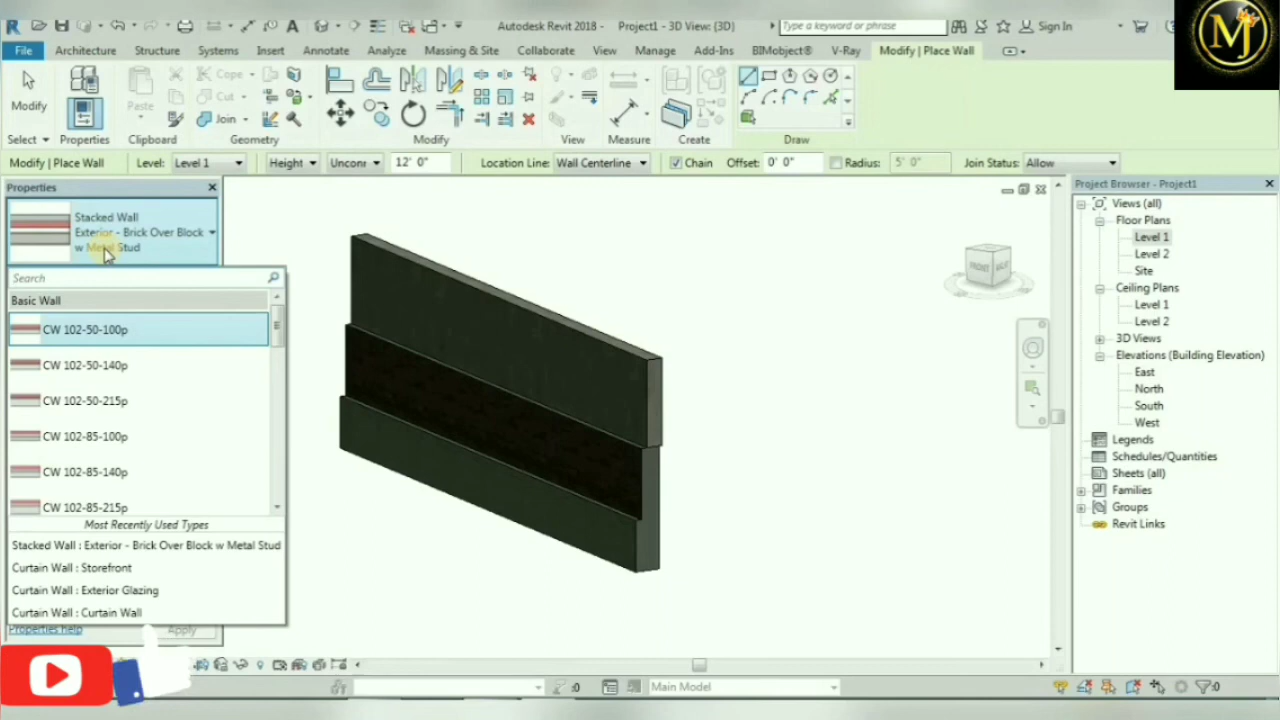 Autodesk Revit 2018 - Project1 - 3D View: {3D}
Type a keyword or phrase
Sign In
MJ
File Architecture Structure Systems Insert Annotate Analyze Massing & Site Collaborate View Manage Add-Ins BIMobject® V-Ray Modify | Place Wall
Modify
Paste
Cope
Cut
Join
Select Properties Clipboard Geometry Modify View Measure Create Draw
Modify | Place Wall Level: Level 1 Height Unconr 12' 0" Location Line: Wall Centerline Chain Offset: 0' 0" Radius: 5' 0" Join Status: Allow
Properties
Stacked Wall
Exterior - Brick Over Block
w Metal Stud
Search
Basic Wall
CW 102-50-100p
CW 102-50-140p
CW 102-50-215p
CW 102-85-100p
CW 102-85-140p
CW 102-85-215p
Most Recently Used Types
Stacked Wall : Exterior - Brick Over Block w Metal Stud
Curtain Wall : Storefront
Curtain Wall : Exterior Glazing
Curtain Wall : Curtain Wall
Properties help
Apply
FRONT
Project Browser - Project1
Views (all)
Floor Plans
Level 1
Level 2
Site
Ceiling Plans
Level 1
Level 2
3D Views
Elevations (Building Elevation)
East
North
South
West
Legends
Schedules/Quantities
Sheets (all)
Families
Groups
Revit Links
:0
Main Model
:0